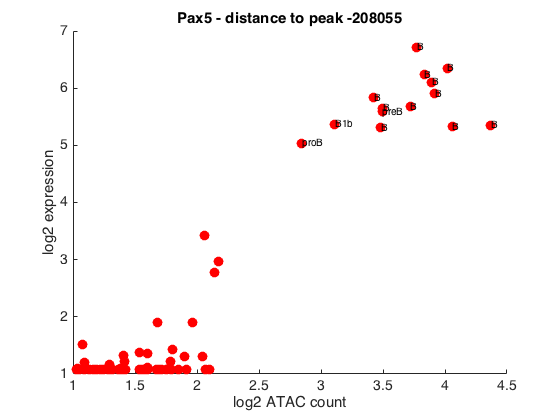 Pax5 - distance to peak -208055
7
6
5
4
3
2
1
log2 expression
B
B
B
B
B
B
B
B
preB
B1b
B
B
B
proB
1
1.5
2
2.5
3
3.5
4
4.5
log2 ATAC count